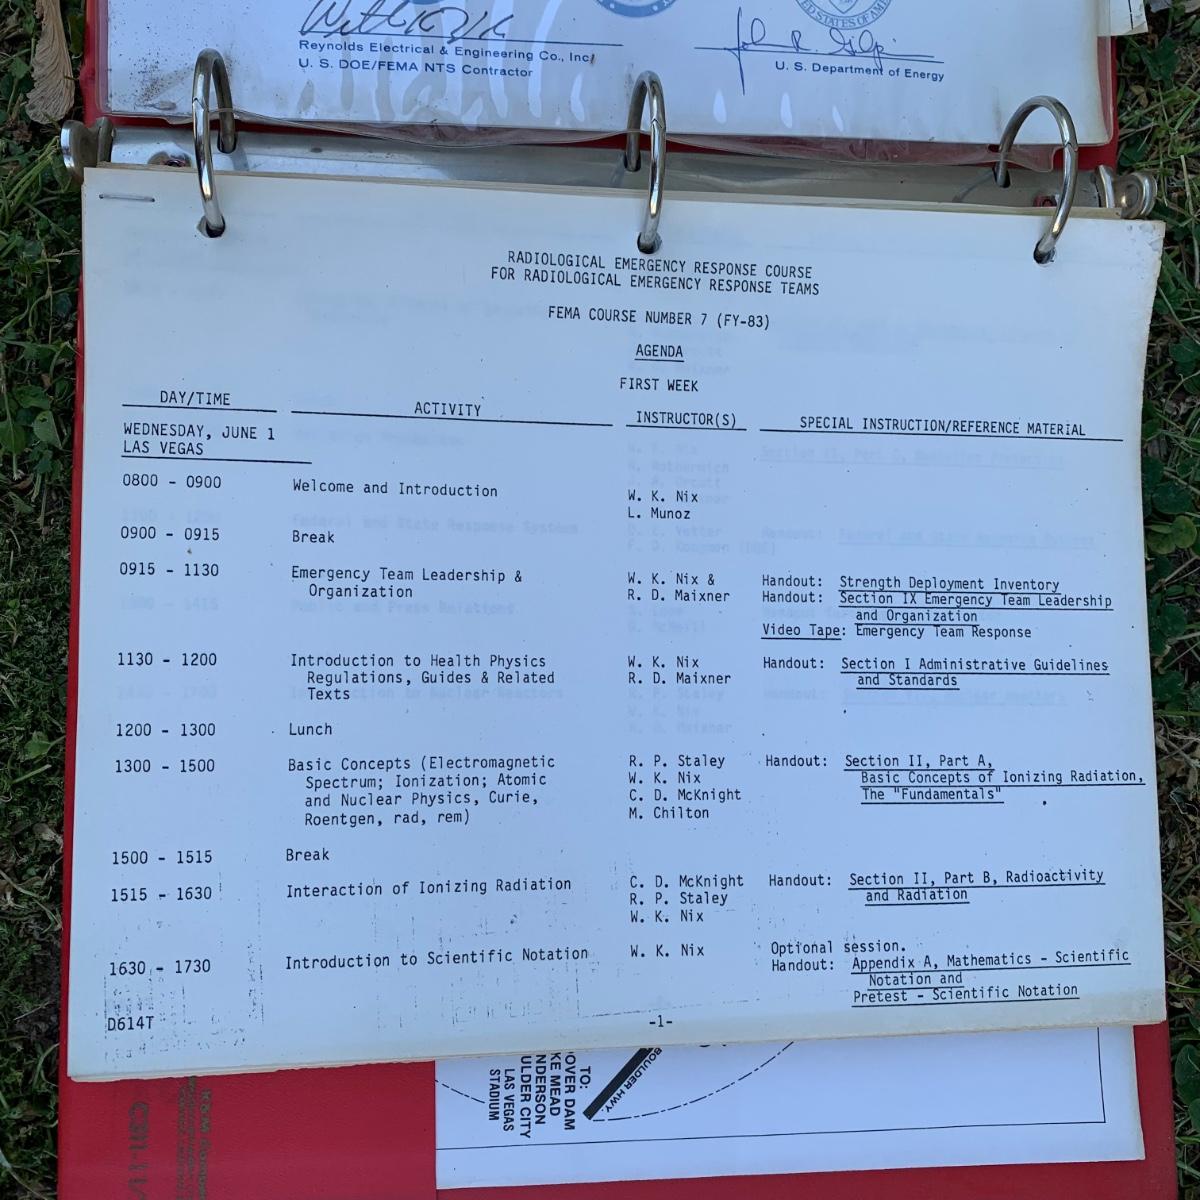 Reynolds Electrical & Engineering Co., Inc.
U. S. DOE/FEMA NTS Contractor
U. S. Department of Energy
RADIOLOGICAL EMERGENCY RESPONSE COURSE
FOR RADIOLOGICAL EMERGENCY RESPONSE TEAMS
FEMA COURSE NUMBER 7 (FY-83)
AGENDA
FIRST WEEK
DAY/TIME ACTIVITY INSTRUCTOR(S) SPECIAL INSTRUCTION/REFERENCE MATERIAL
WEDNESDAY, JUNE 1
LAS VEGAS
0800 - 0900 Welcome and Introduction W. K. Nix
L. Munoz
0900 - 0915 Break
0915 - 1130 Emergency Team Leadership & W. K. Nix & Handout: Strength Deployment Inventory
Organization R. D. Maixner Handout: Section IX Emergency Team Leadership
and Organization
Video Tape: Emergency Team Response
1130 - 1200 Introduction to Health Physics W. K. Nix Handout: Section I Administrative Guidelines
Regulations, Guides & Related R. D. Maixner and Standards
Texts
1200 - 1300 Lunch
1300 - 1500 Basic Concepts (Electromagnetic R. P. Staley Handout: Section II, Part A,
Spectrum; Ionization; Atomic W. K. Nix Basic Concepts of Ionizing Radiation,
and Nuclear Physics, Curie, C. D. McKnight The "Fundamentals"
Roentgen, rad, rem) M. Chilton
1500 - 1515 Break
1515 - 1630 Interaction of Ionizing Radiation C. D. McKnight Handout: Section II, Part B, Radioactivity
R. P. Staley and Radiation
W. K. Nix
1630 - 1730 Introduction to Scientific Notation W. K. Nix Optional session.
Handout: Appendix A, Mathematics - Scientific
Notation and
Pretest - Scientific Notation
D614T -1-
TO:
OVER DAM
KE MEAD
NDERSON
ULDER CITY
LAS VEGAS
STADIUM
BOULDER HWY.